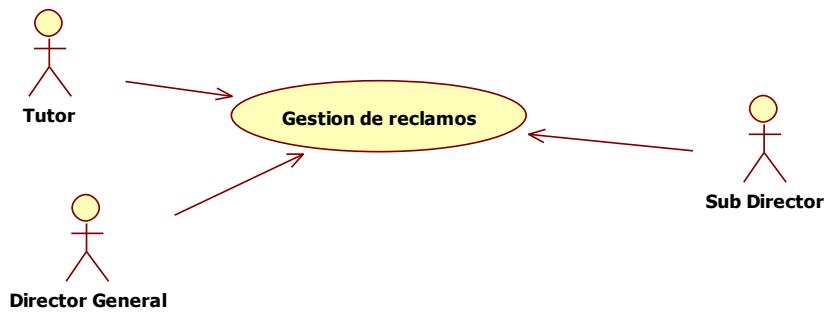 Tutor
Gestion de reclamos
Sub Director
Director General